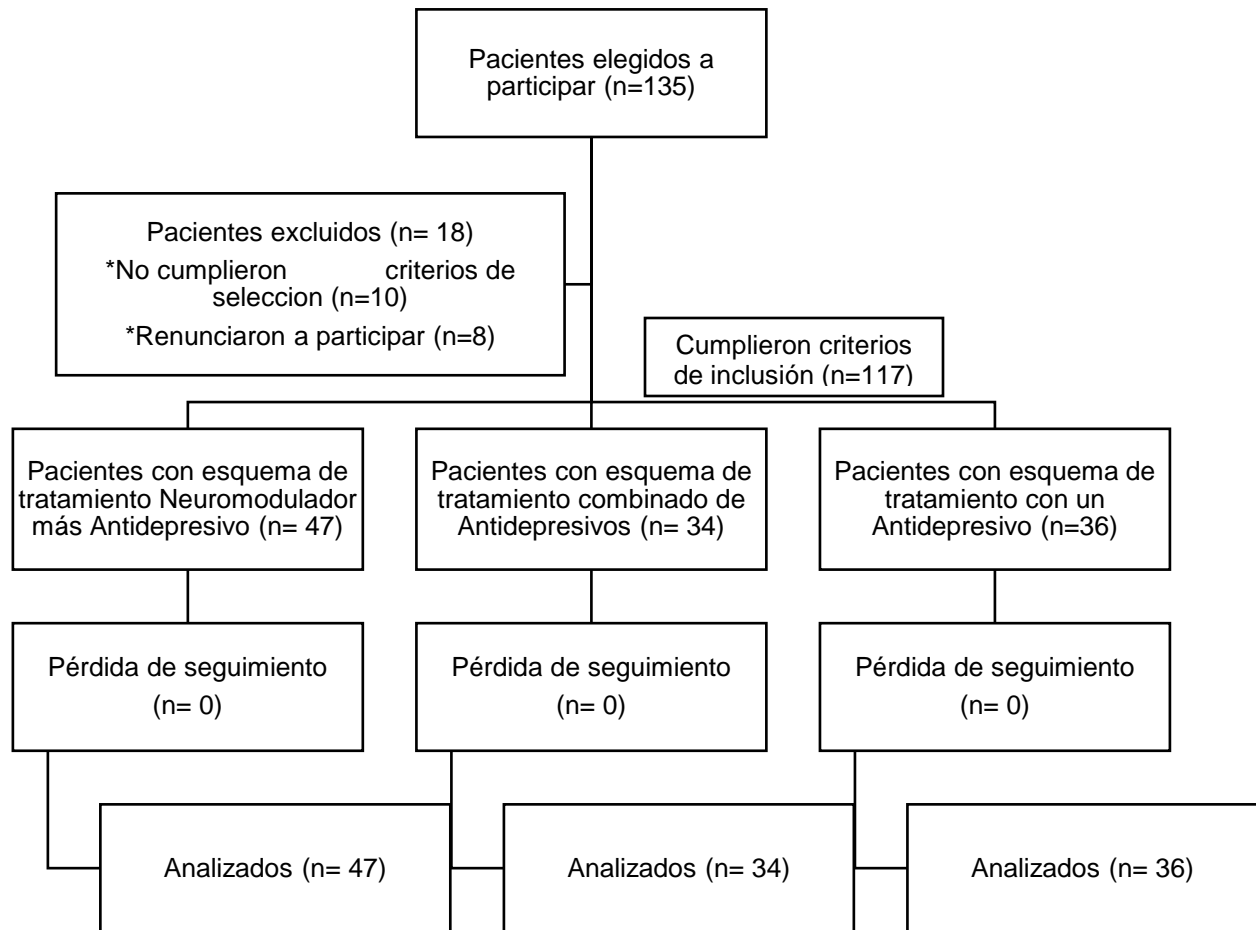 Pacientes elegidos a
participar (n=135)
Pacientes excluidos (n= 18)
*No cumplieron criterios de
seleccion (n=10)
*Renunciaron a participar (n=8)
Cumplieron criterios
de inclusión (n=117)
Pacientes con esquema de
tratamiento Neuromodulador
más Antidepresivo (n= 47)
Pacientes con esquema de
tratamiento combinado de
Antidepresivos (n= 34)
Pacientes con esquema de
tratamiento con un
Antidepresivo (n=36)
Pérdida de seguimiento
(n= 0)
Pérdida de seguimiento
(n= 0)
Pérdida de seguimiento
(n= 0)
Analizados (n= 47)
Analizados (n= 34)
Analizados (n= 36)